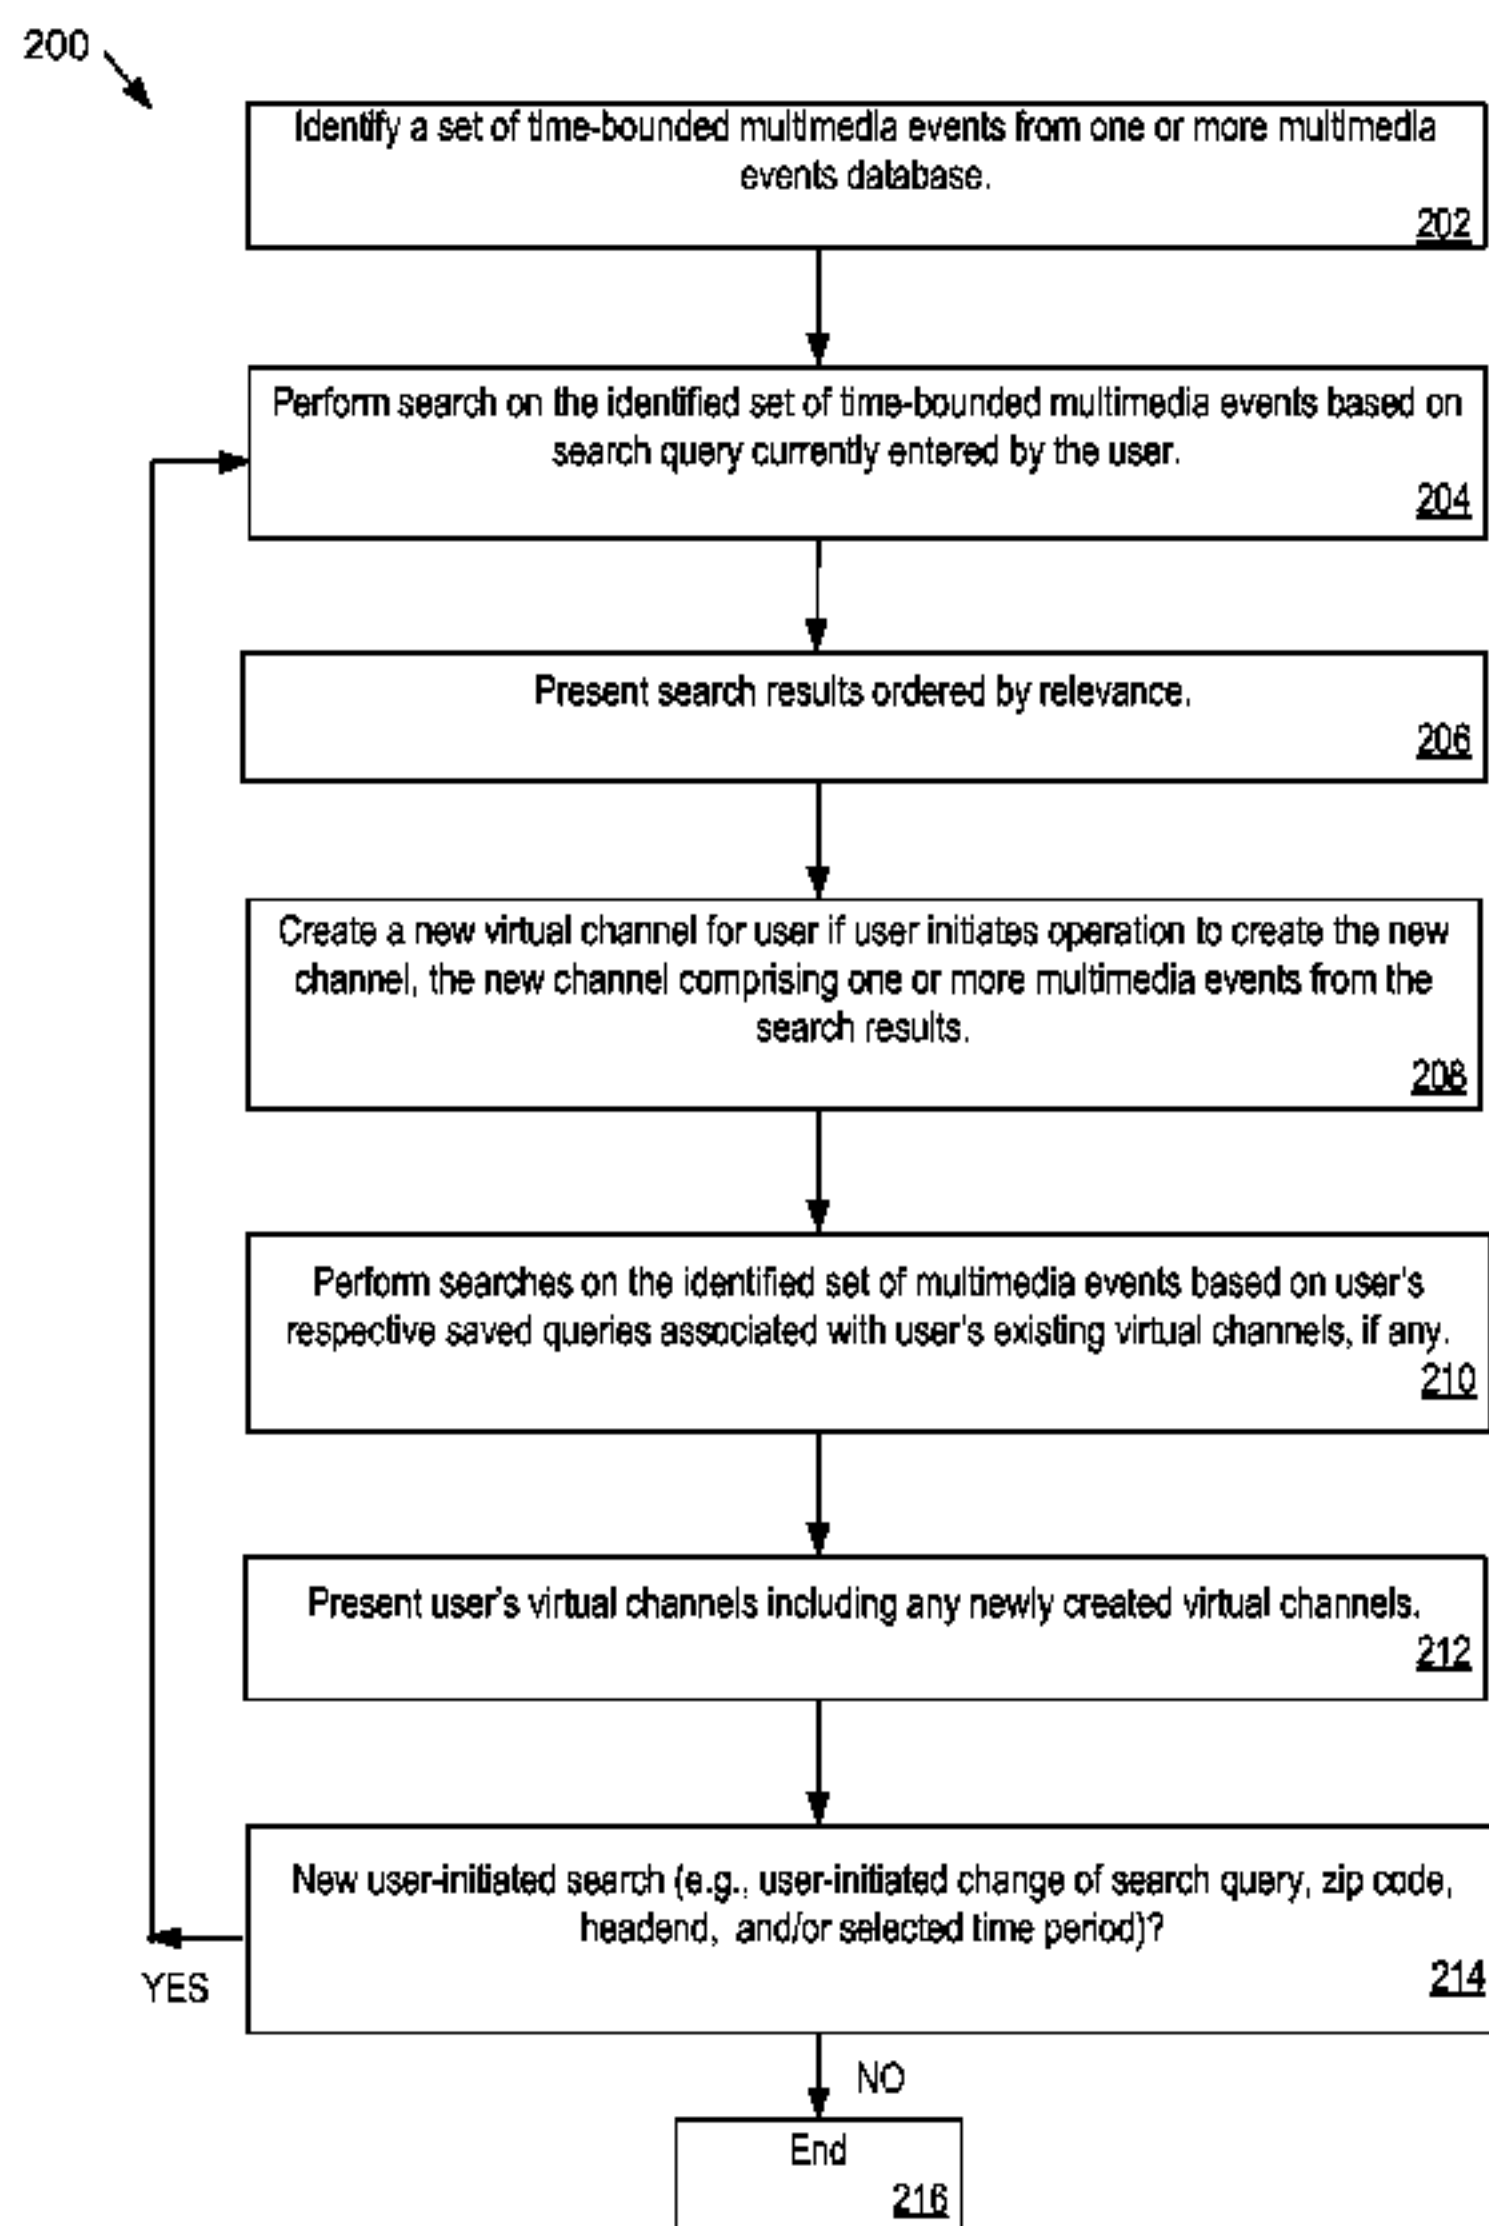 200
Identify a set of time-bounded multimedia events from one or more multimedia
events database.
202
Perform search on the identified set of time-bounded multimedia events based on
search query currently entered by the user.
204
Present search results ordered by relevance.
206
Create a new virtual channel for user if user initiates operation to create the new
channel, the new channel comprising one or more multimedia events from the
search results.
208
Perform searches on the identified set of multimedia events based on user's
respective saved queries associated with user's existing virtual channels, if any.
210
Present user's virtual channels including any newly created virtual channels.
212
New user-initiated search (e.g., user-initiated change of search query, zip code,
headend, and/or selected time period)?
214
YES
NO
End
216